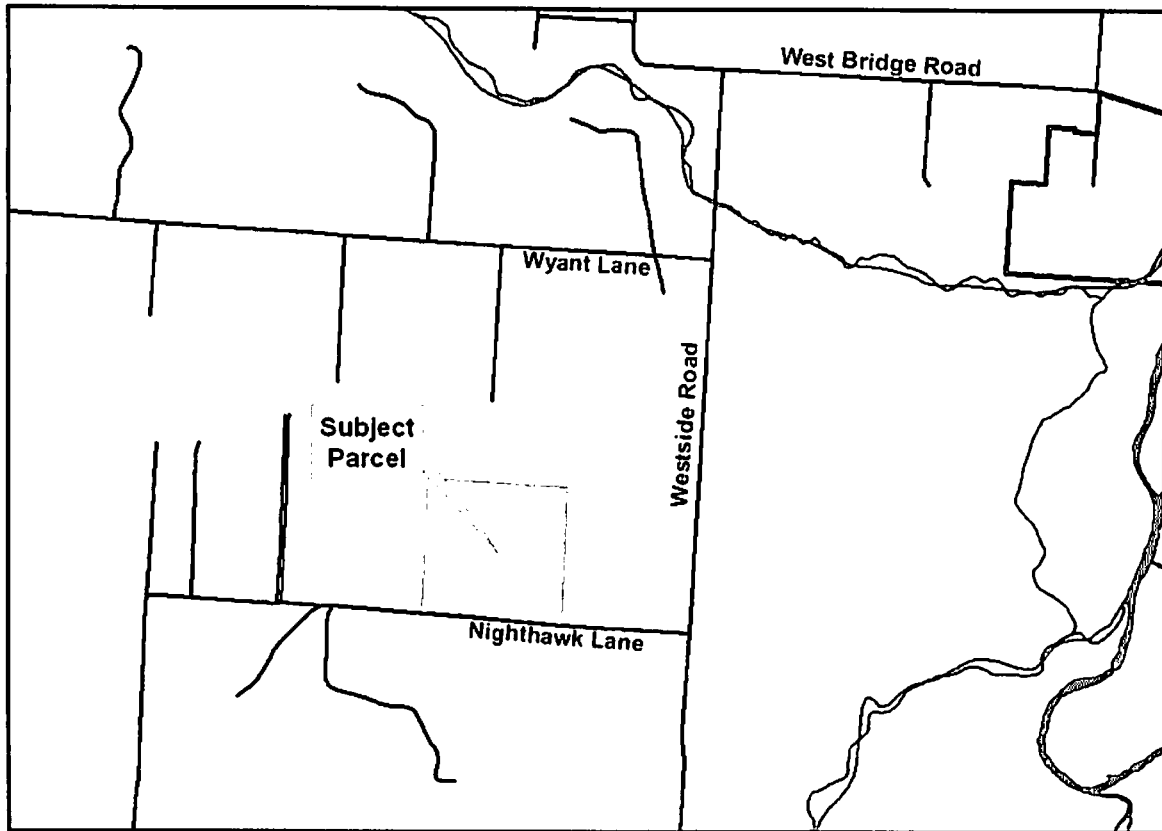 West Bridge Road
Wyant Lane
Westside Road
Subject
Parcel
Nighthawk Lane